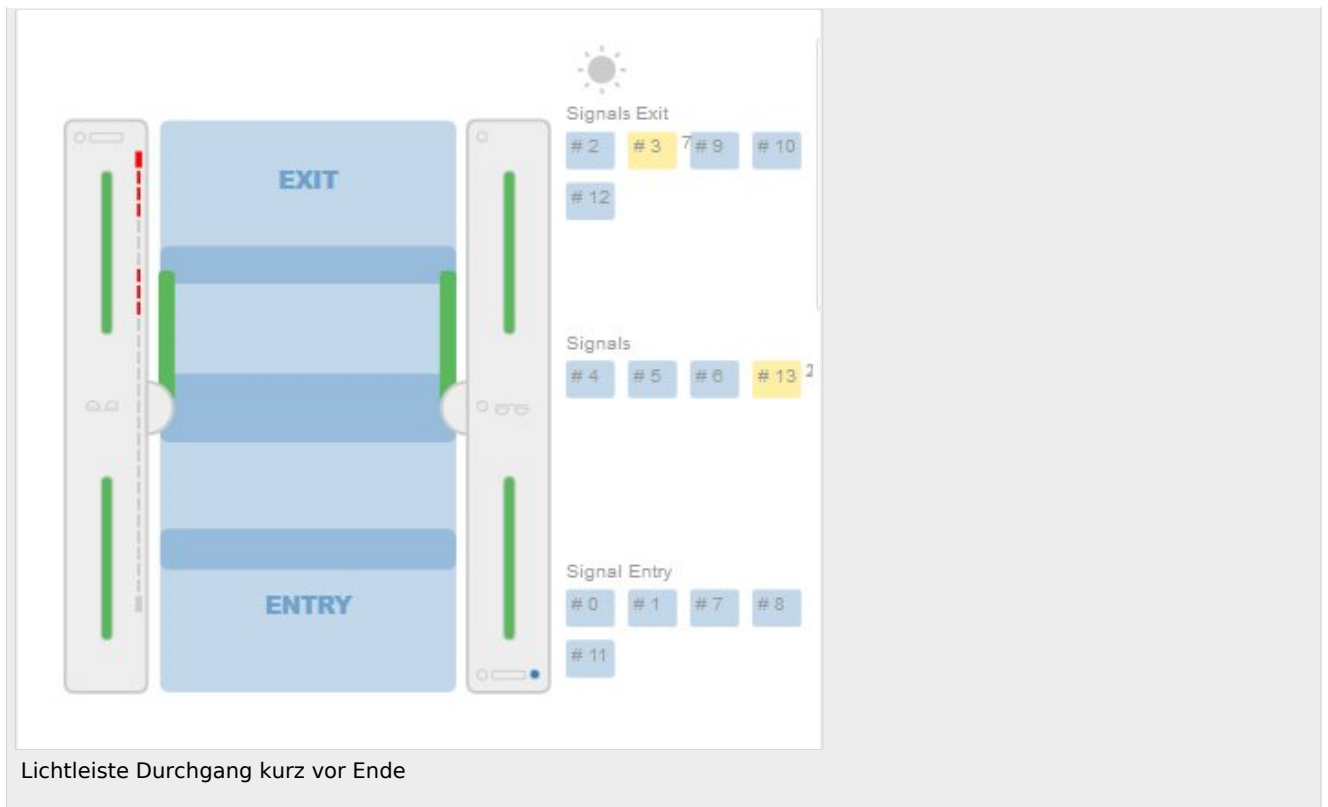 Signals Exit
# 2 # 3 7 # 9 # 10
# 12
EXIT
Signals
# 4 # 5 # 6 # 13
Signal Entry
# 0 # 1 # 7 # 8
ENTRY
# 11
Lichtleiste Durchgang kurz vor Ende